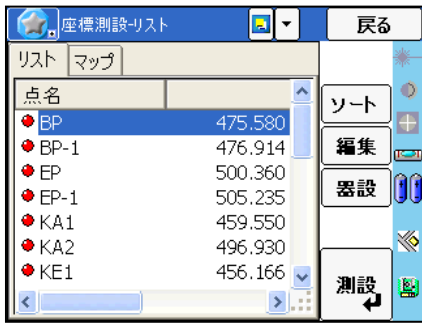 座標測設-リスト
戻る
リスト マップ
点名
BP 475.580
BP-1 476.914
EP 500.360
EP-1 505.235
KA1 459.550
KA2 496.930
KE1 456.166
ソート
編集
器設
測設